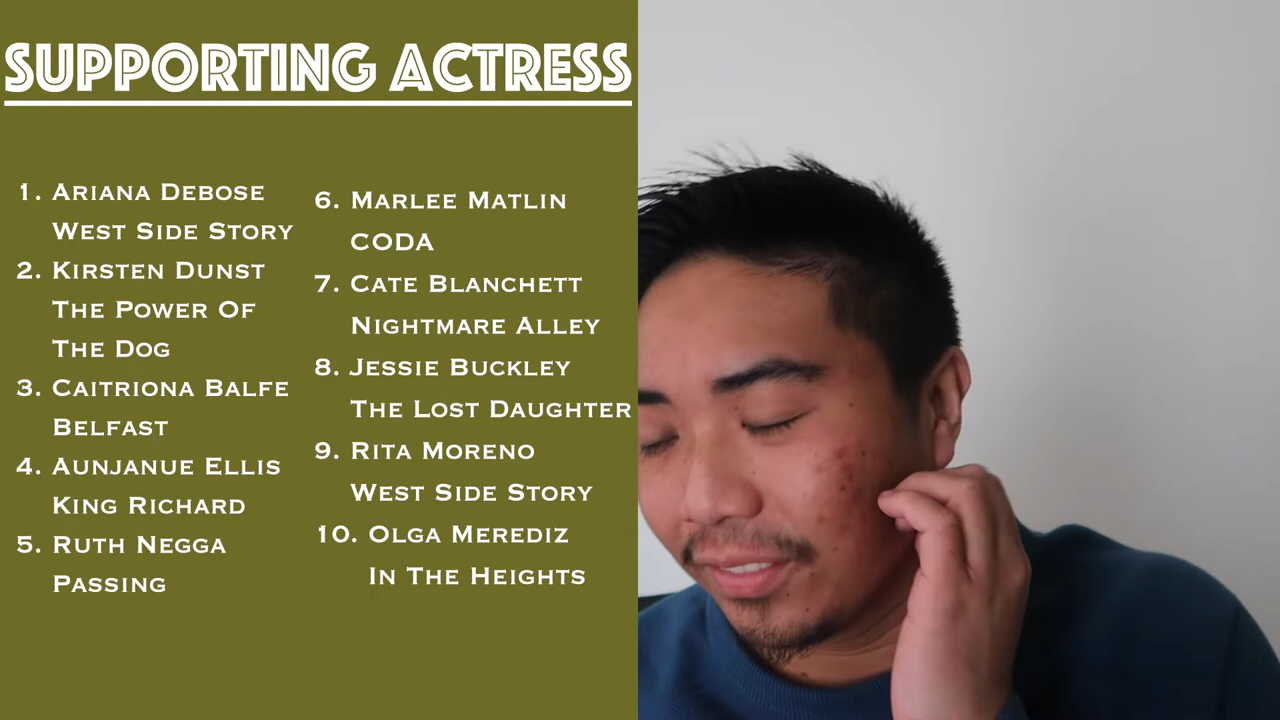 SUPPORTING ACTRESS
1. ARIANA DEBOSE
WEST SIDE STORY
2. KIRSTEN DUNST
THE POWER OF
THE DOG
3. CAITRIONA BALFE
BELFAST
4. AUNJANUE ELLIS
KING RICHARD
5. RUTH NEGGA
PASSING
6. MARLEE MATLIN
CODA
7. CATE BLANCHETT
NIGHTMARE ALLEY
8. JESSIE BUCKLEY
THE LOST DAUGHTER
9. RITA MORENO
WEST SIDE STORY
10. OLGA MEREDIZ
IN THE HEIGHTS